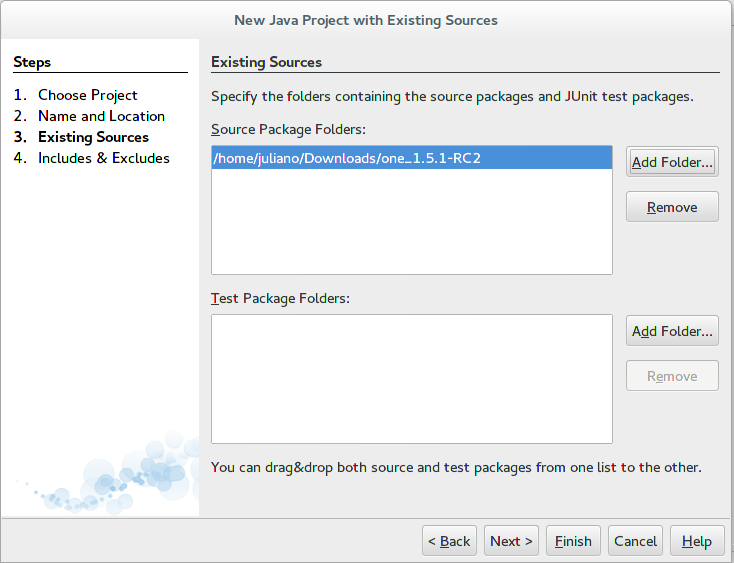 New Java Project with Existing Sources
Steps
1. Choose Project
2. Name and Location
3. Existing Sources
4. Includes & Excludes
Existing Sources
Specify the folders containing the source packages and JUnit test packages.
Source Package Folders:
/home/juliano/Downloads/one_1.5.1-RC2
Add Folder...
Remove
Test Package Folders:
Add Folder...
Remove
You can drag&drop both source and test packages from one list to the other.
< Back
Next >
Finish
Cancel
Help